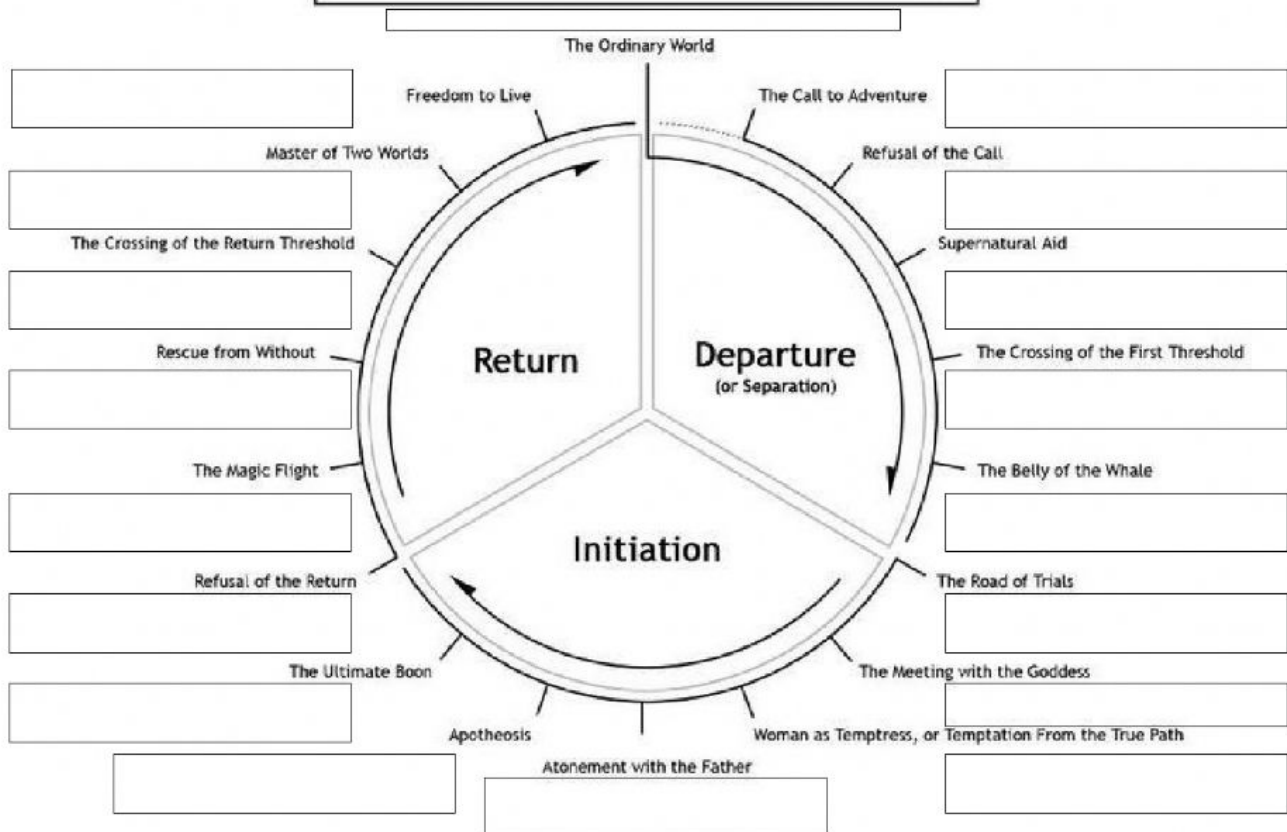 The Ordinary World
The Call to Adventure
Refusal of the Call
Supernatural Aid
The Crossing of the First Threshold
The Belly of the Whale
The Road of Trials
The Meeting with the Goddess
Woman as Temptress, or Temptation From the True Path
Atonement with the Father
Apotheosis
The Ultimate Boon
Refusal of the Return
The Magic Flight
Rescue from Without
The Crossing of the Return Threshold
Master of Two Worlds
Freedom to Live
Departure
(or Separation)
Initiation
Return